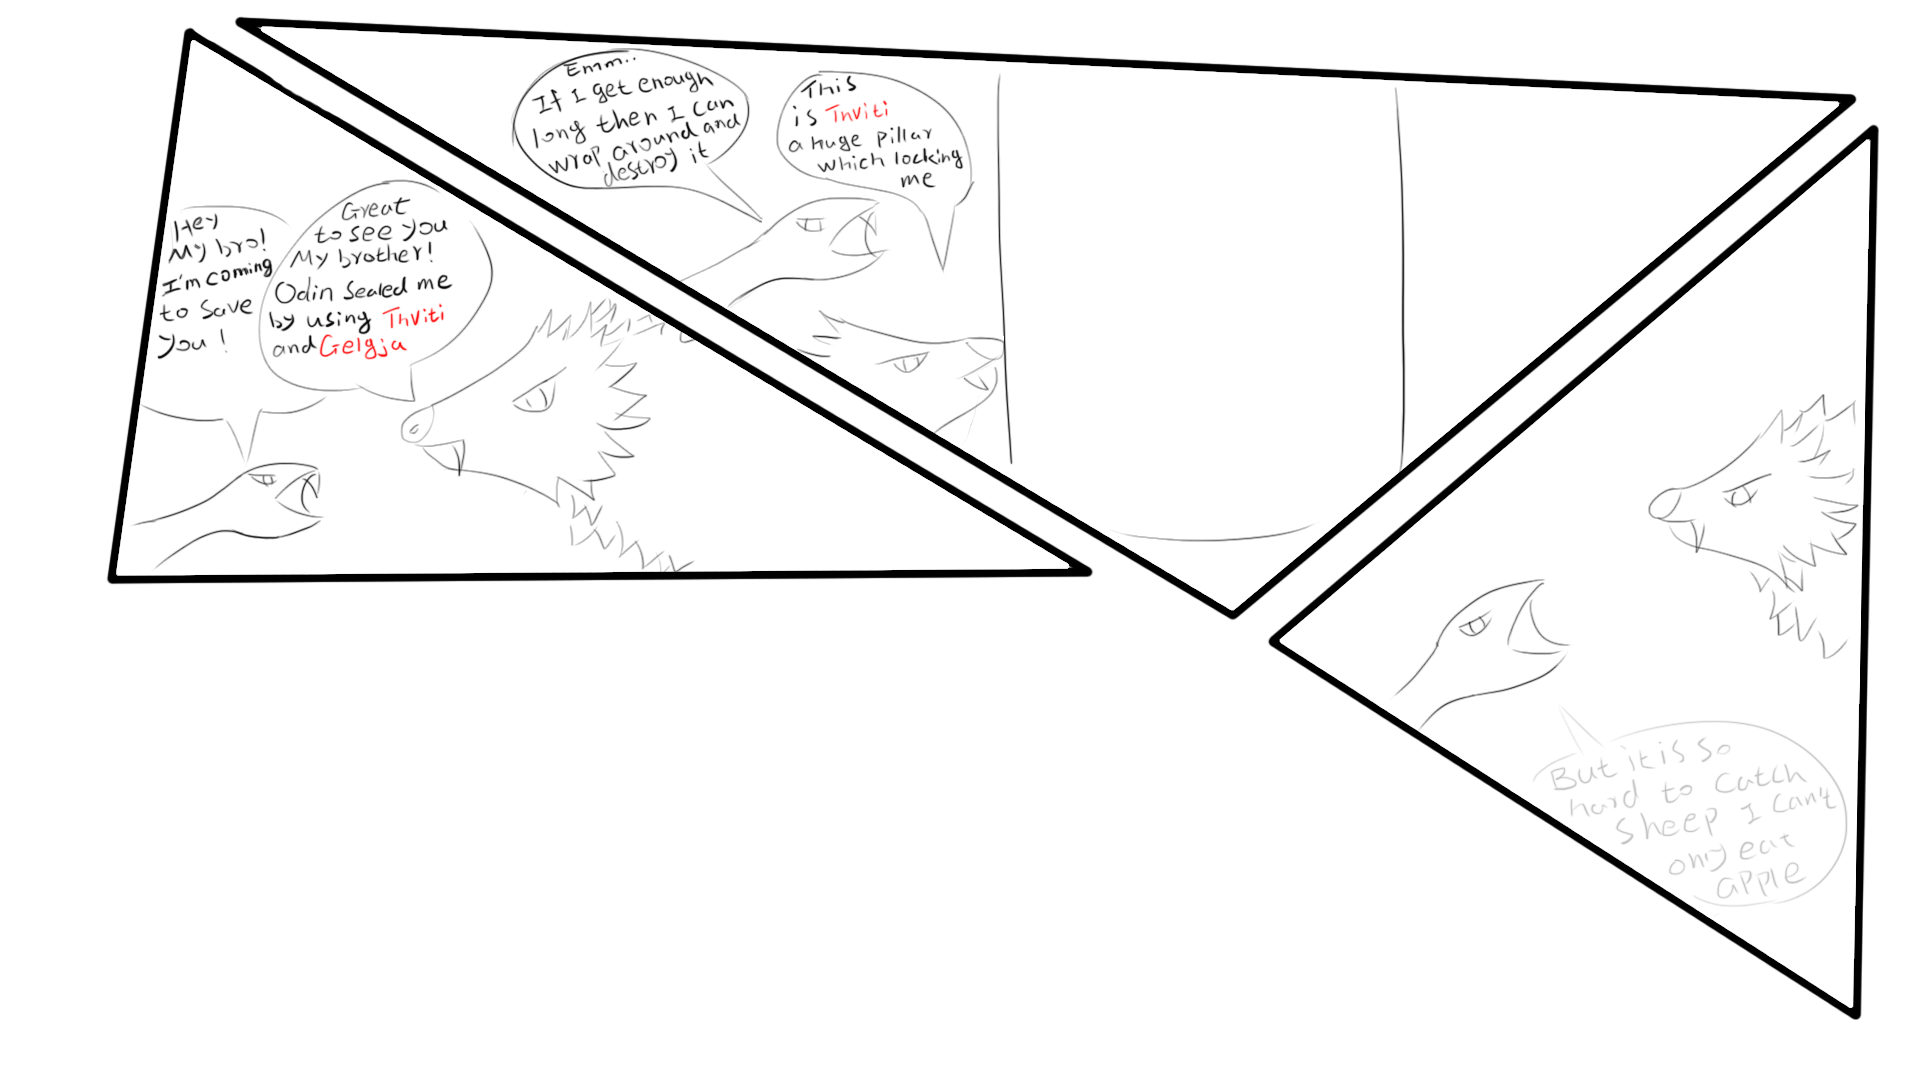 Hey
My bro!
I'm coming
to save
you !
Great
to see you
My brother!
Odin sealed me
by using Thviti
and Gelgja
Emm..
If I get enough
long then I can
wrap around and
destroy it
This
is Thviti
a huge pillar
which locking
me
But it is so
hard to catch
sheep I can't
only eat
apple